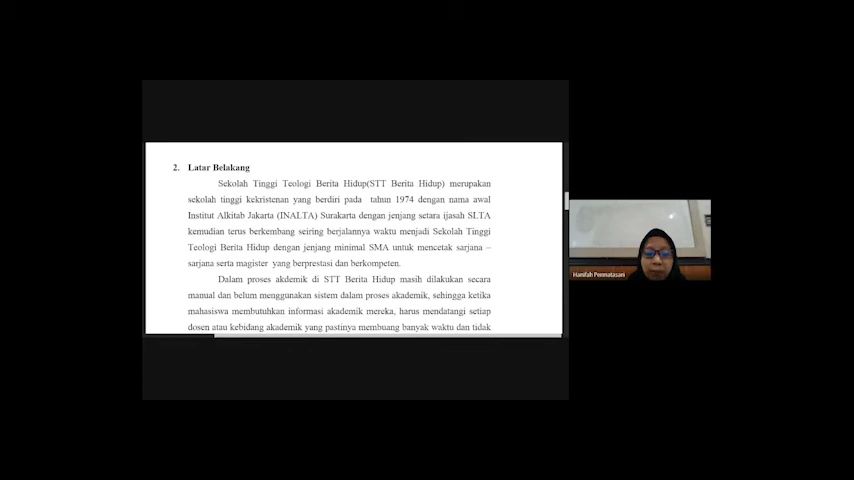 2. Latar Belakang
Sekolah Tinggi Teologi Berita Hidup(STT Berita Hidup) merupakan
sekolah tinggi kekristenan yang berdiri pada tahun 1974 dengan nama awal
Institut Alkitab Jakarta (INALTA) Surakarta dengan jenjang setara ijasah SLTA
kemudian terus berkembang seiring berjalannya waktu menjadi Sekolah Tinggi
Teologi Berita Hidup dengan jenjang minimal SMA untuk mencetak sarjana –
sarjana serta magister yang berprestasi dan berkompeten.
Dalam proses akdemik di STT Berita Hidup masih dilakukan secara
manual dan belum menggunakan sistem dalam proses akademik, sehingga ketika
mahasiswa membutuhkan informasi akademik mereka, harus mendatangi setiap
dosen atau kebidang akademik yang pastinya membuang banyak waktu dan tidak
Hanifah Permatasari